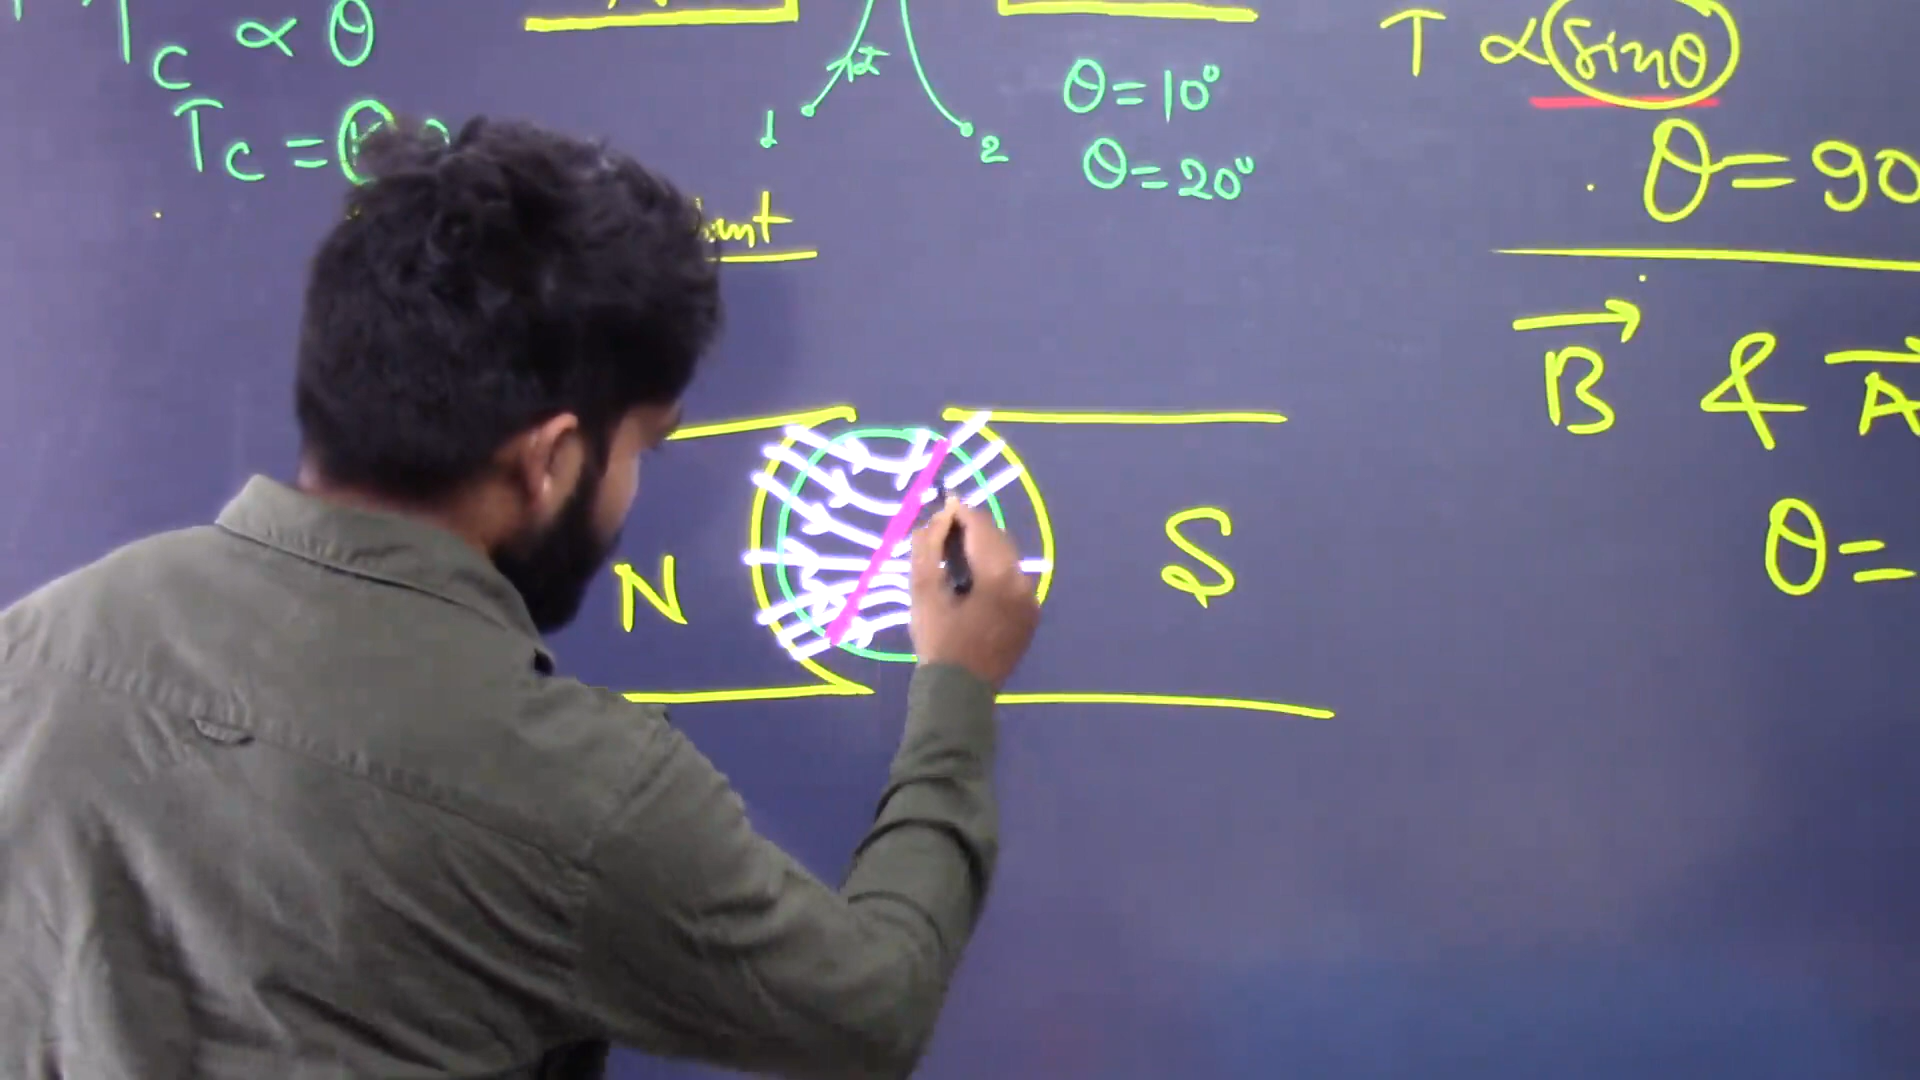 Tc ∝ θ
Tc =
1
2
θ = 10°
θ = 20°
T ∝ sinθ
θ = 90
B⃗ & A⃗
θ =
N
S